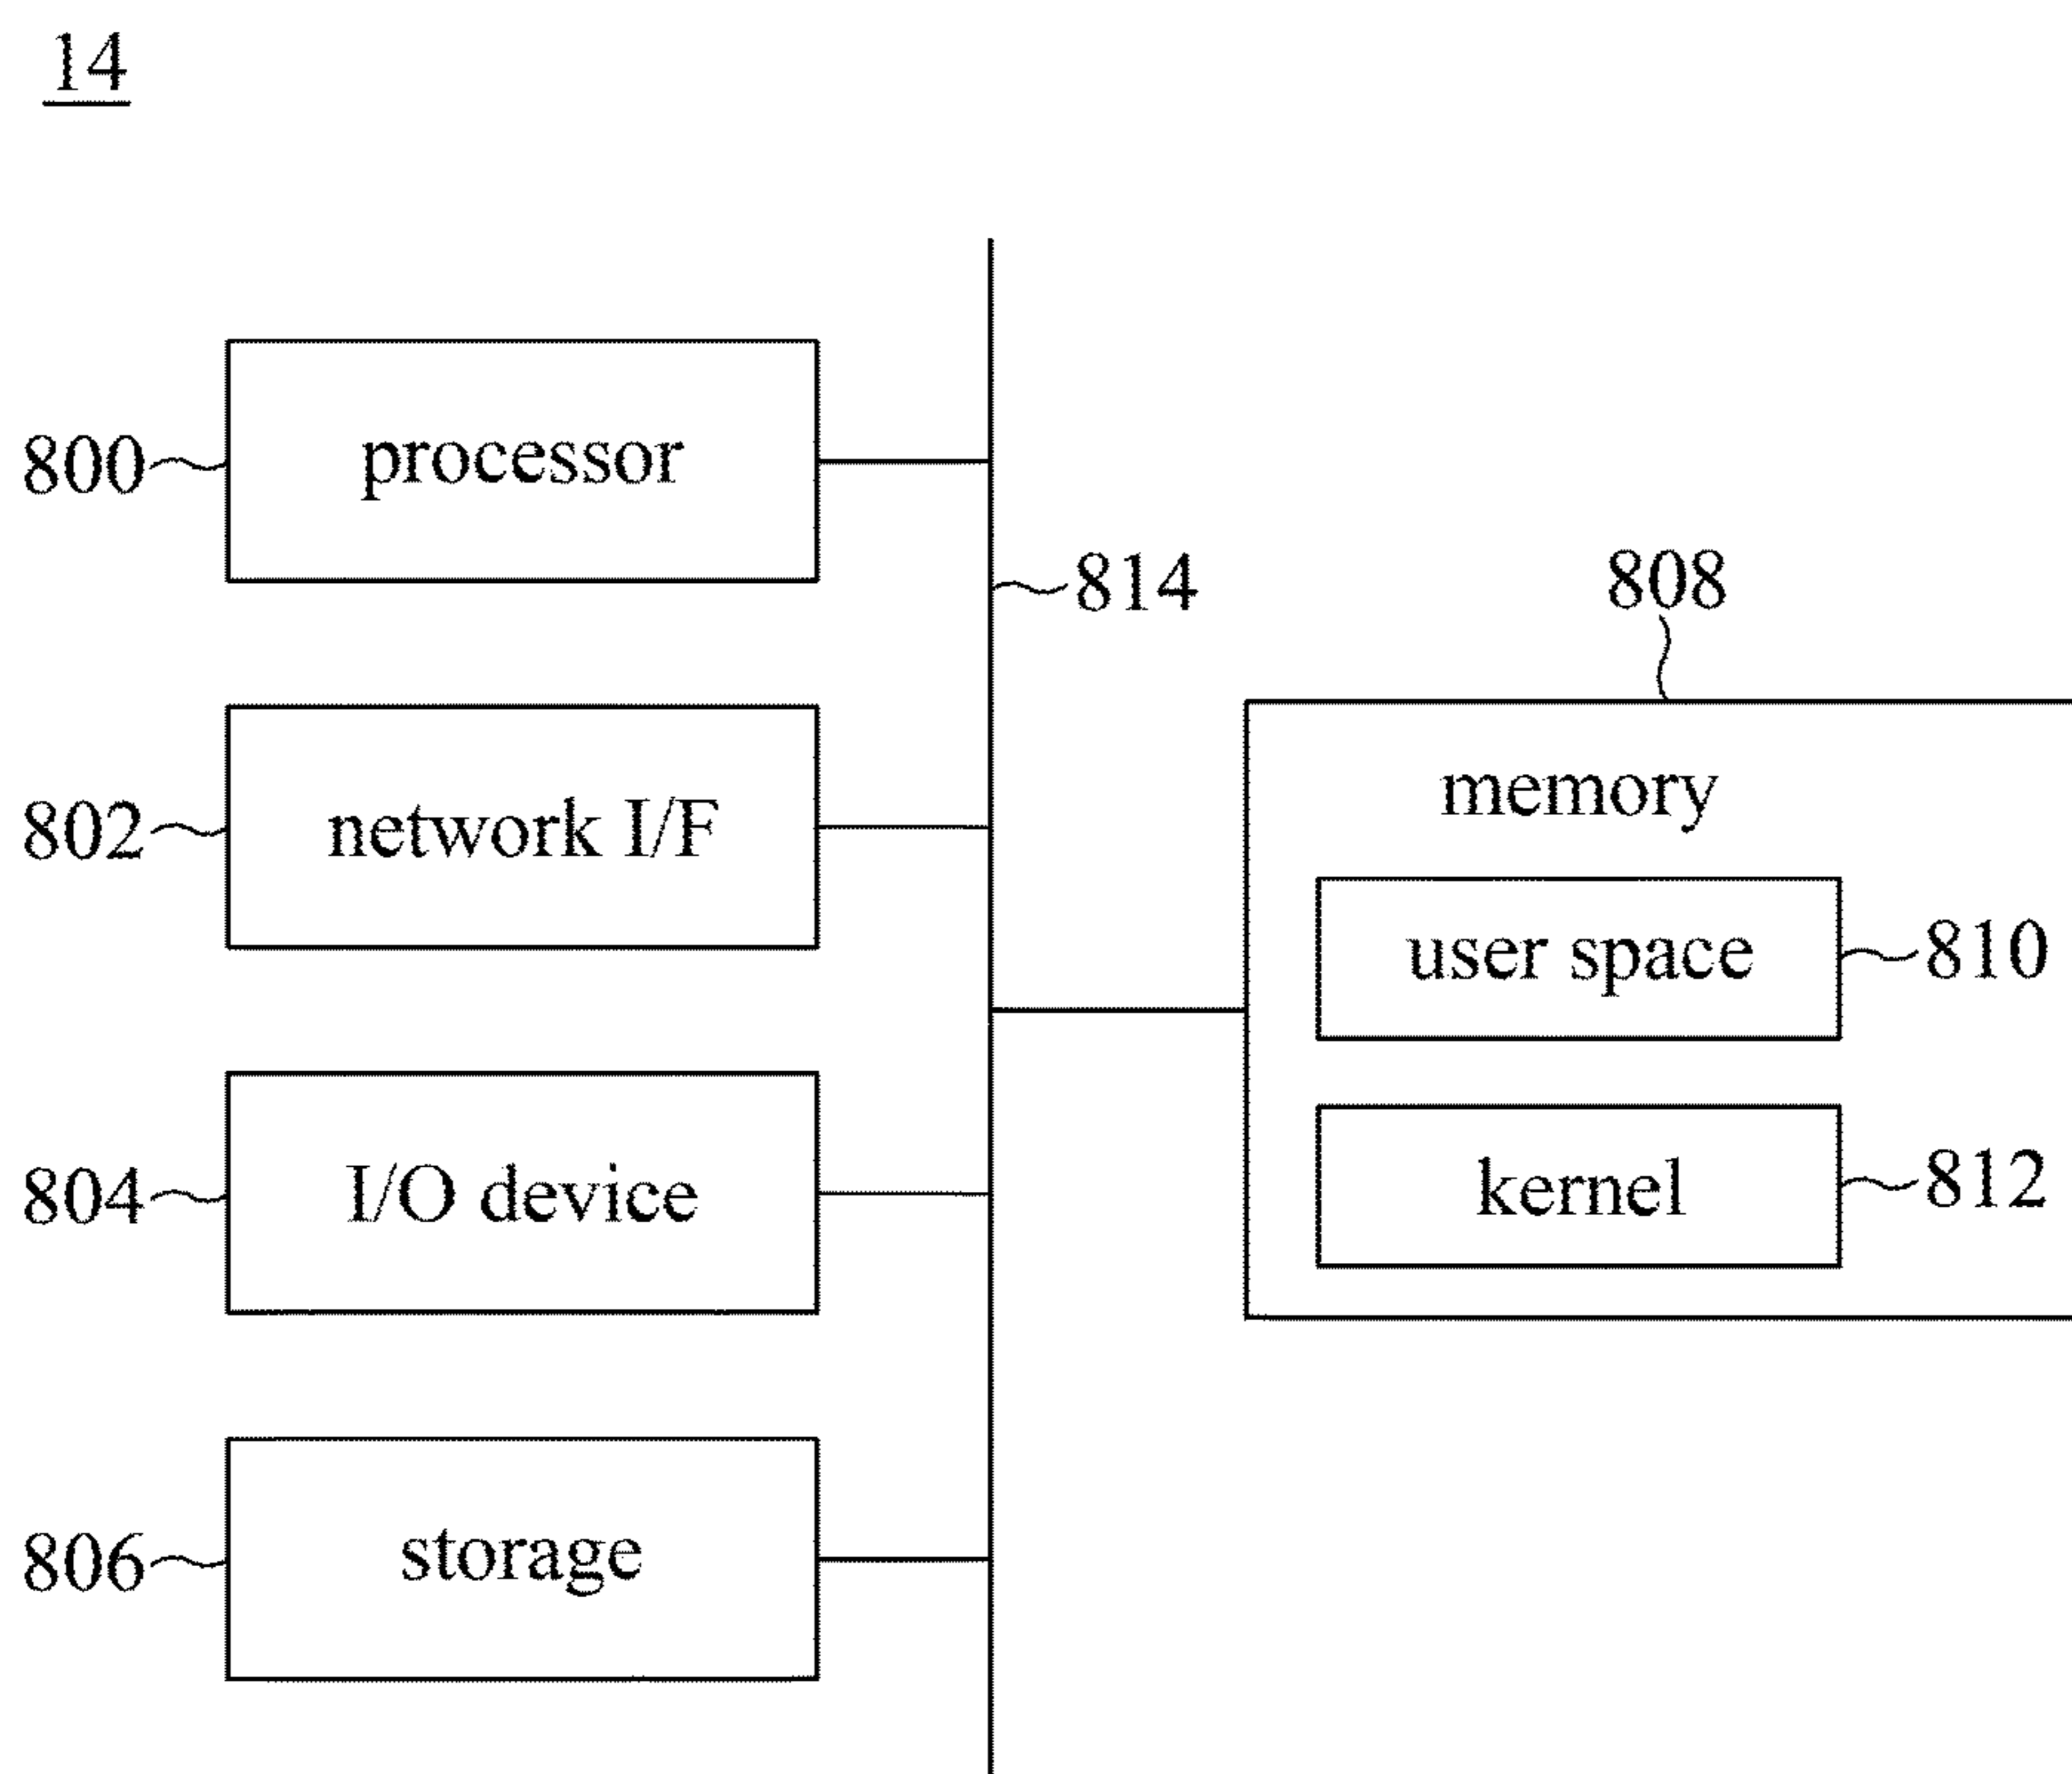 14
800 processor
814
808
802 network I/F
memory
user space 810
804 I/O device
kernel 812
806 storage